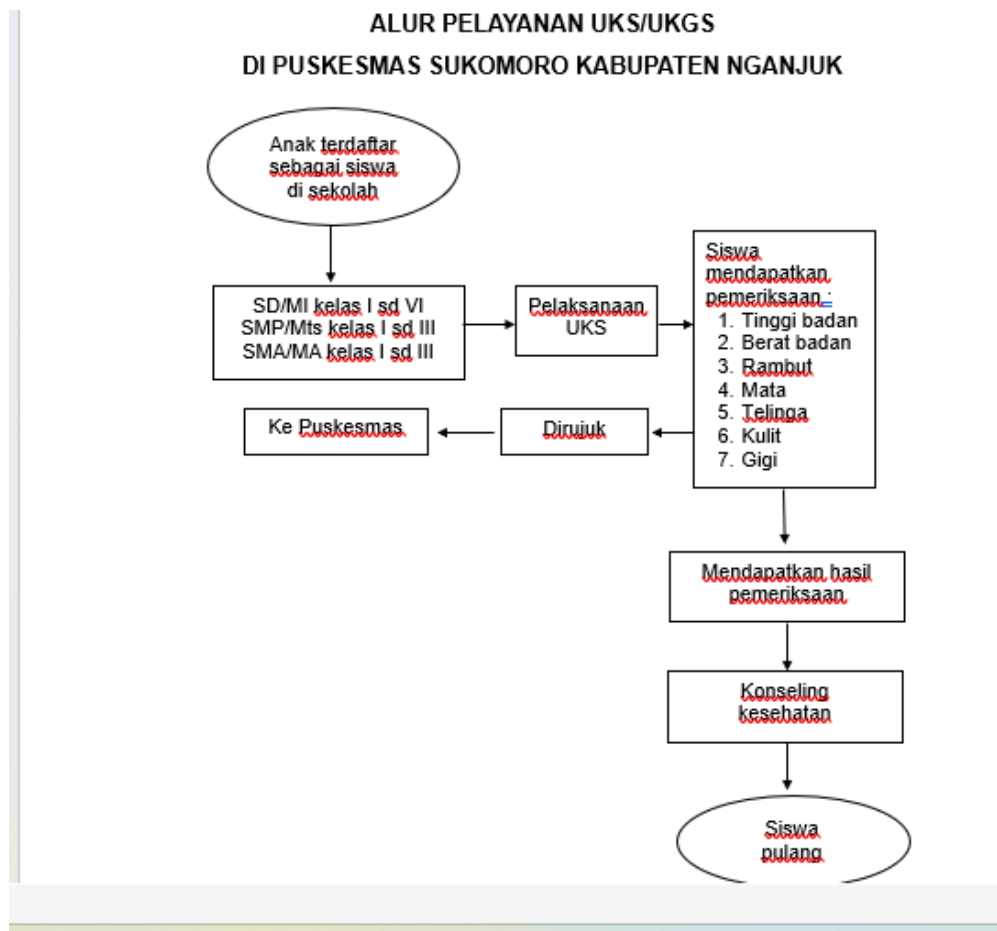 ALUR PELAYANAN UKS/UKGS
DI PUSKESMAS SUKOMORO KABUPATEN NGANJUK
Anak terdaftar
sebagai siswa
di sekolah
SD/MI kelas I sd VI
SMP/Mts kelas I sd III
SMA/MA kelas I sd III
Pelaksanaan
UKS
Siswa
mendapatkan
pemeriksaan :
1. Tinggi badan
2. Berat badan
3. Rambut
4. Mata
5. Telinga
6. Kulit
7. Gigi
Dirujuk
Ke Puskesmas
Mendapatkan hasil
pemeriksaan
Konseling
kesehatan
Siswa
pulang